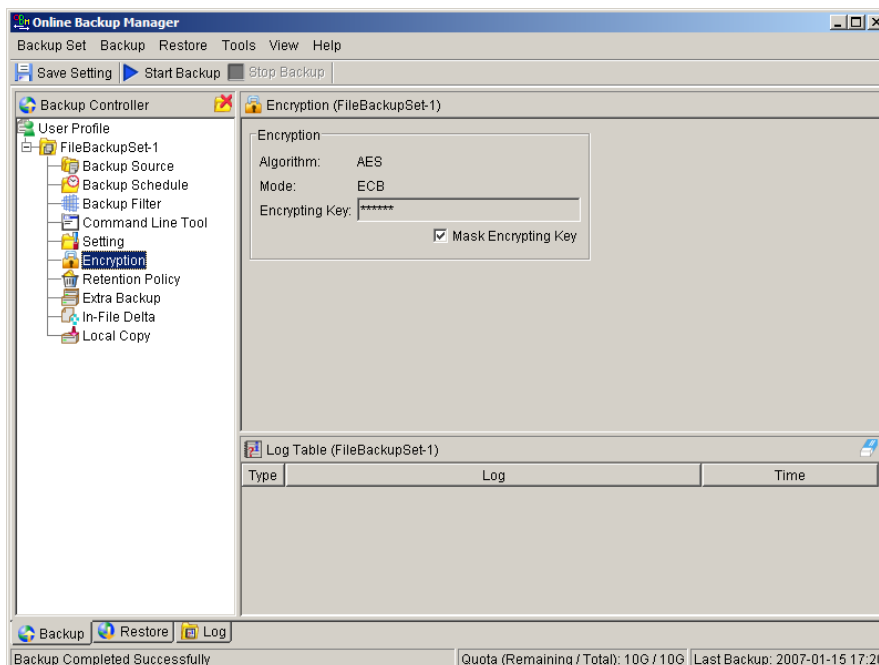 Online Backup Manager
Backup Set Backup Restore Tools View Help
Save Setting Start Backup Stop Backup
Backup Controller
User Profile
FileBackupSet-1
Backup Source
Backup Schedule
Backup Filter
Command Line Tool
Setting
Encryption
Retention Policy
Extra Backup
In-File Delta
Local Copy
Encryption (FileBackupSet-1)
Encryption
Algorithm: AES
Mode: ECB
Encrypting Key: ******
Mask Encrypting Key
Log Table (FileBackupSet-1)
Type Log Time
Backup Restore Log
Backup Completed Successfully Quota (Remaining / Total): 10G / 10G Last Backup: 2007-01-15